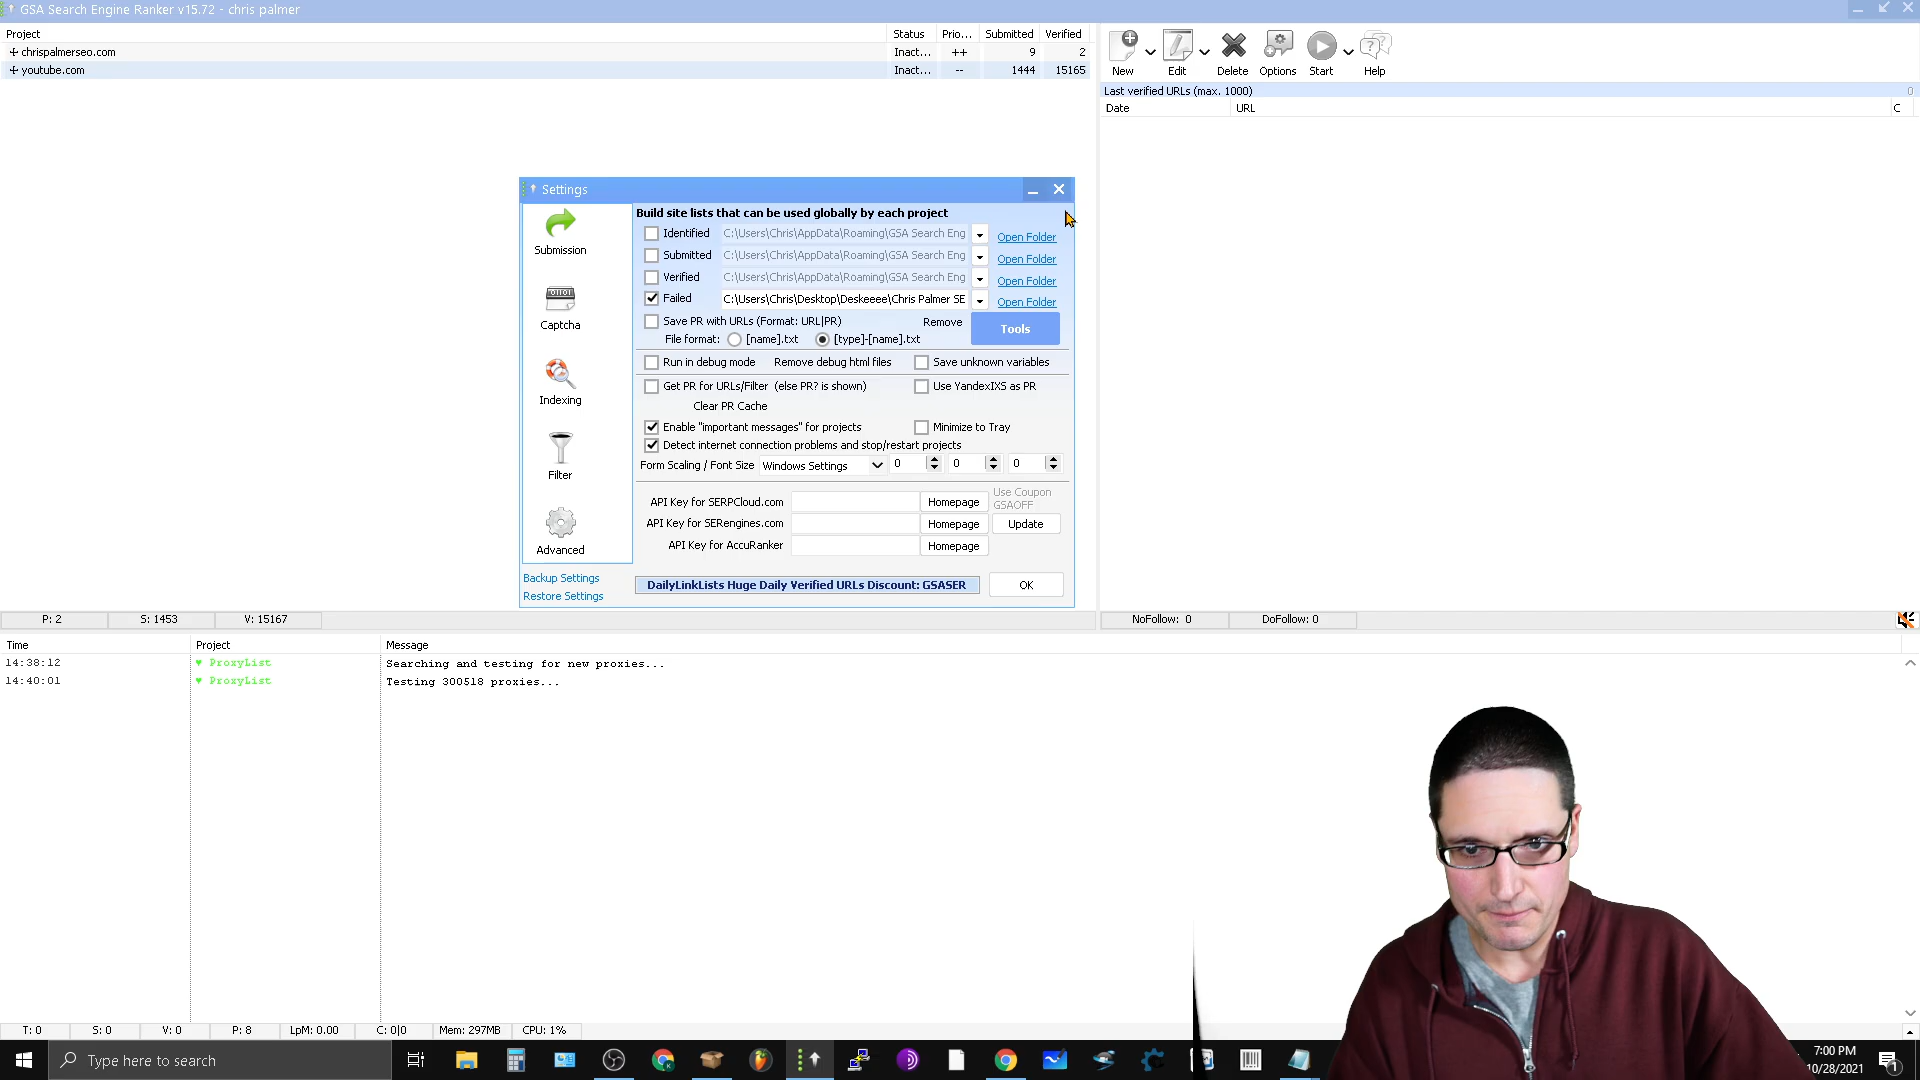 GSA Search Engine Ranker v15.72 - chris palmer
Project Status Prio... Submitted Verified
chrispalmerseo.com Inact... ++ 9 2
youtube.com Inact... -- 1444 15165
New Edit Delete Options Start Help
Last verified URLs (max. 1000) 0
Date URL C
Settings
Submission
Captcha
Indexing
Filter
Advanced
Backup Settings
Restore Settings
Build site lists that can be used globally by each project
Identified C:\Users\Chris\AppData\Roaming\GSA Search Eng Open Folder
Submitted C:\Users\Chris\AppData\Roaming\GSA Search Eng Open Folder
Verified C:\Users\Chris\AppData\Roaming\GSA Search Eng Open Folder
Failed C:\Users\Chris\Desktop\Deskeeee\Chris Palmer SE Open Folder
Save PR with URLs (Format: URL|PR) Remove Tools
File format: [name].txt [type]-[name].txt
Run in debug mode Remove debug html files Save unknown variables
Get PR for URLs/Filter (else PR? is shown) Use YandexIXS as PR
Clear PR Cache
Enable "important messages" for projects Minimize to Tray
Detect internet connection problems and stop/restart projects
Form Scaling / Font Size Windows Settings 0 0 0
API Key for SERPCloud.com Homepage Use Coupon GSAOFF
API Key for SERengines.com Homepage Update
API Key for AccuRanker Homepage
DailyLinkLists Huge Daily Verified URLs Discount: GSASER OK
P: 2 S: 1453 V: 15167 NoFollow: 0 DoFollow: 0
Time Project Message
14:38:12 ProxyList Searching and testing for new proxies...
14:40:01 ProxyList Testing 300518 proxies...
T: 0 S: 0 V: 0 P: 8 LpM: 0.00 C: 0|0 Mem: 297MB CPU: 1%
Type here to search
7:00 PM
10/28/2021
1